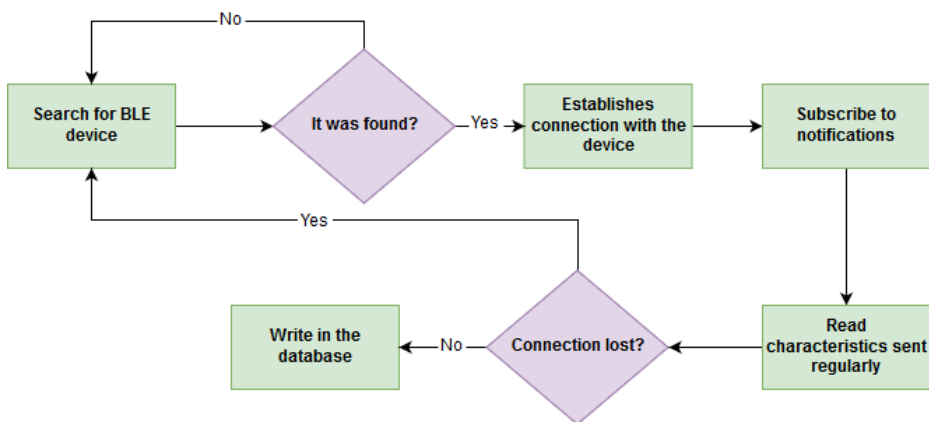 No
Search for BLE
device
It was found?
Yes
Establishes
connection with the
device
Subscribe to
notifications
Yes
Write in the
database
No
Connection lost?
Read
characteristics sent
regularly